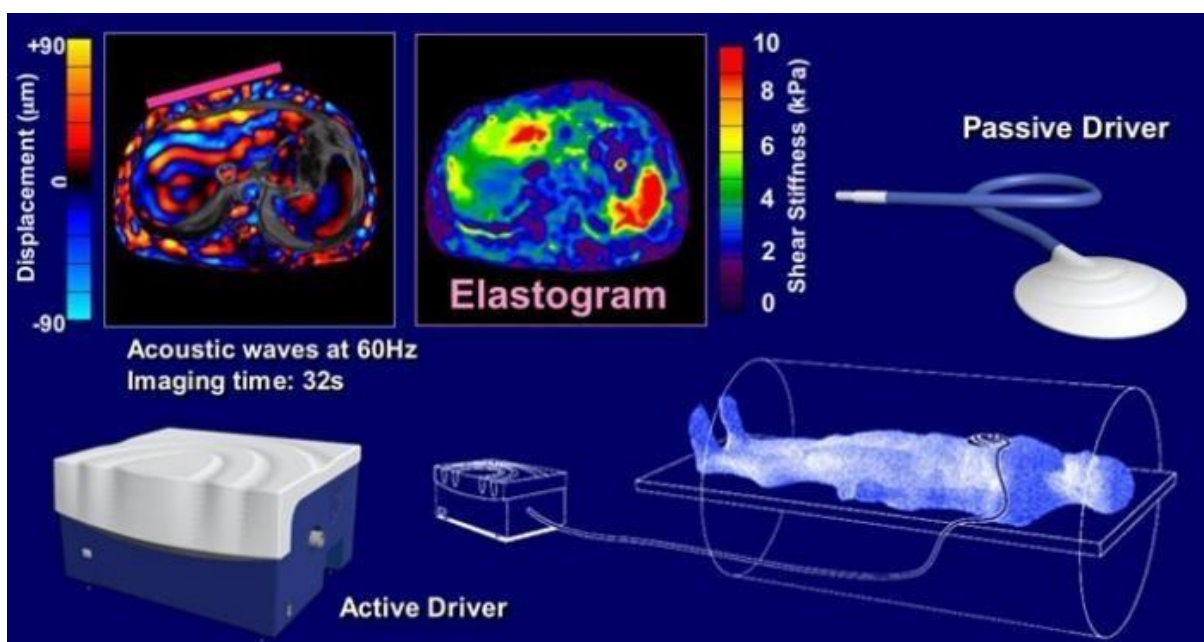 +90
0
-90
Displacement (μm)
Elastogram
10
8
6
4
2
0
Shear Stiffness (kPa)
Passive Driver
Acoustic waves at 60Hz
Imaging time: 32s
Active Driver